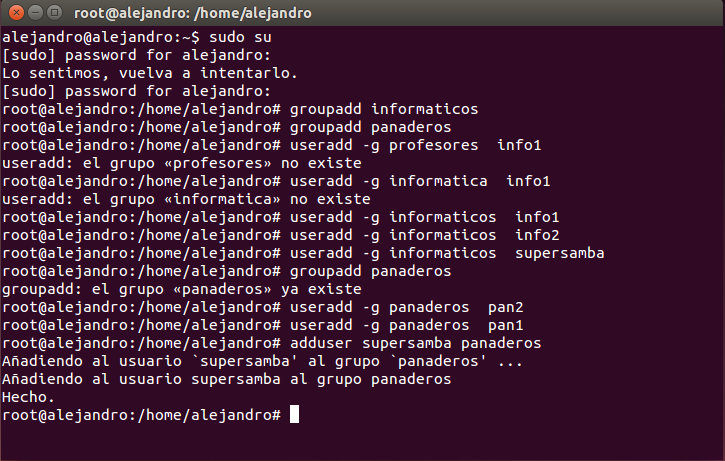 root@alejandro: /home/alejandro
alejandro@alejandro:~$ sudo su
[sudo] password for alejandro:
Lo sentimos, vuelva a intentarlo.
[sudo] password for alejandro:
root@alejandro:/home/alejandro# groupadd informaticos
root@alejandro:/home/alejandro# groupadd panaderos
root@alejandro:/home/alejandro# useradd -g profesores  info1
useradd: el grupo «profesores» no existe
root@alejandro:/home/alejandro# useradd -g informatica  info1
useradd: el grupo «informatica» no existe
root@alejandro:/home/alejandro# useradd -g informaticos  info1
root@alejandro:/home/alejandro# useradd -g informaticos  info2
root@alejandro:/home/alejandro# useradd -g informaticos  supersamba
root@alejandro:/home/alejandro# groupadd panaderos
groupadd: el grupo «panaderos» ya existe
root@alejandro:/home/alejandro# useradd -g panaderos  pan2
root@alejandro:/home/alejandro# useradd -g panaderos  pan1
root@alejandro:/home/alejandro# adduser supersamba panaderos
Añadiendo al usuario `supersamba' al grupo `panaderos' ...
Añadiendo al usuario supersamba al grupo panaderos
Hecho.
root@alejandro:/home/alejandro#